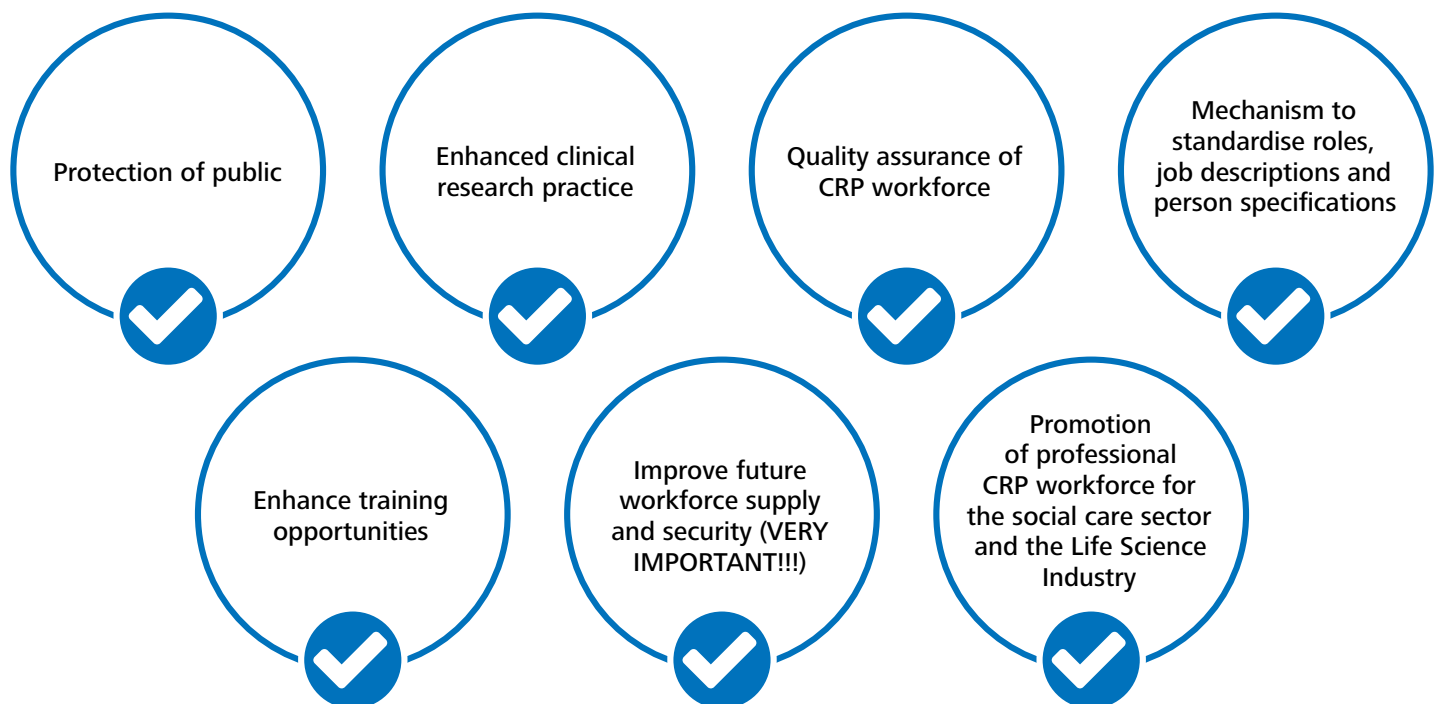 Protection of public
Enhanced clinical
research practice
Quality assurance of
CRP workforce
Mechanism to
standardise roles,
job descriptions and
person specifications
Enhance training
opportunities
Improve future
workforce supply
and security (VERY
IMPORTANT!!!)
Promotion
of professional
CRP workforce for
the social care sector
and the Life Science
Industry